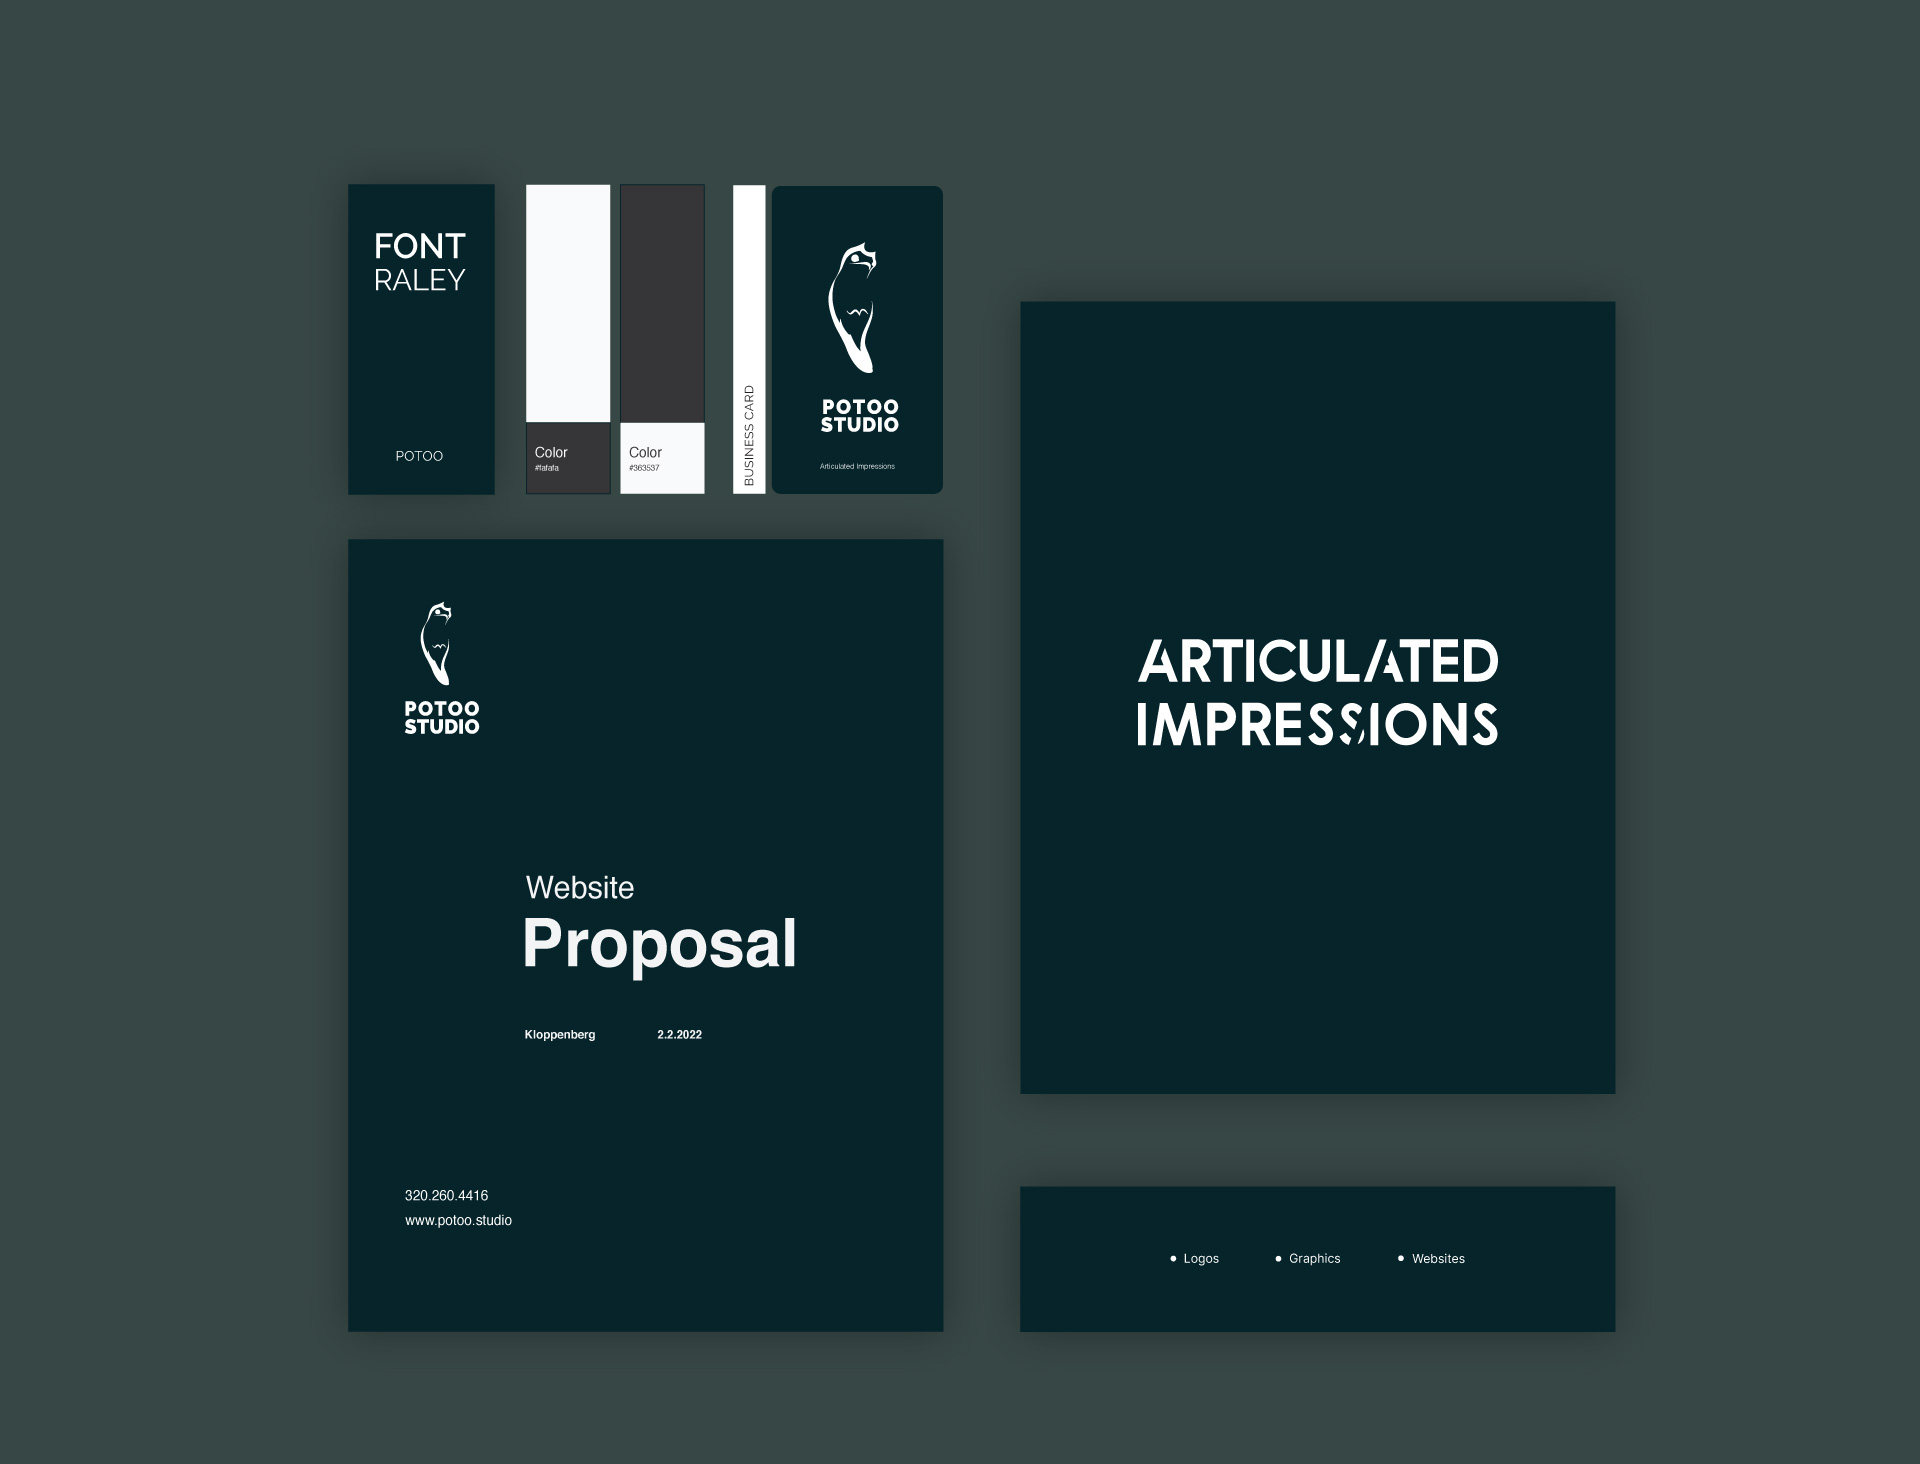 FONT
RALEY
POTOO
Color
#fafafa
Color
#363537
BUSINESS CARD
POTOO
STUDIO
Articulated Impressions
POTOO
STUDIO
Website
Proposal
Kloppenberg
2.2.2022
320.260.4416
www.potoo.studio
ARTICULATED
IMPRESSIONS
• Logos • Graphics • Websites